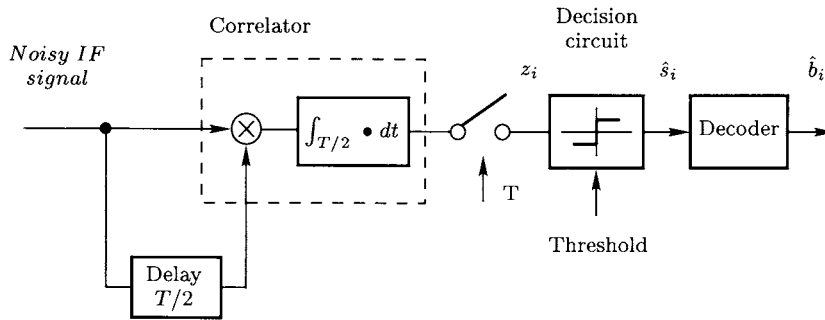 Correlator
Decision
circuit
Noisy IF
signal
z_i
ŝ_i
b̂_i
∫_{T/2} • dt
Decoder
T
Threshold
Delay
T/2